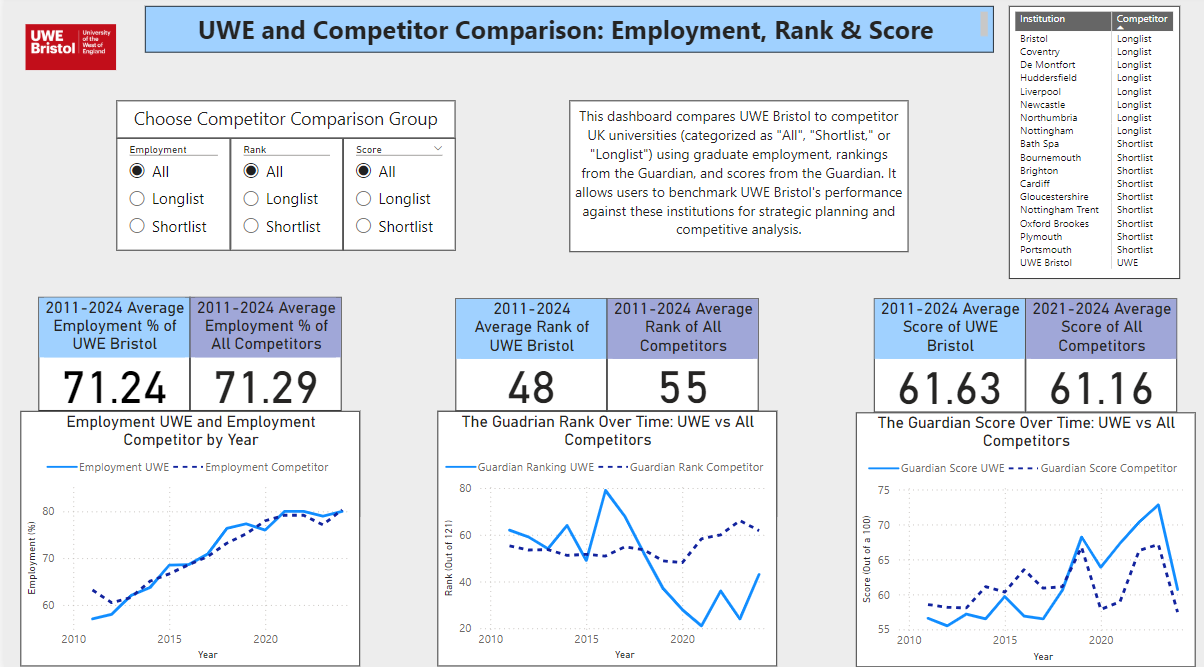 UWE
Bristol
University
of the
West of
England
UWE and Competitor Comparison: Employment, Rank & Score
Institution Competitor
Bristol Longlist
Coventry Longlist
De Montfort Longlist
Huddersfield Longlist
Liverpool Longlist
Newcastle Longlist
Northumbria Longlist
Nottingham Longlist
Bath Spa Shortlist
Bournemouth Shortlist
Brighton Shortlist
Cardiff Shortlist
Gloucestershire Shortlist
Nottingham Trent Shortlist
Oxford Brookes Shortlist
Plymouth Shortlist
Portsmouth Shortlist
UWE Bristol UWE
Choose Competitor Comparison Group
Employment
All
Longlist
Shortlist
Rank
All
Longlist
Shortlist
Score
All
Longlist
Shortlist
This dashboard compares UWE Bristol to competitor
UK universities (categorized as "All", "Shortlist," or
"Longlist") using graduate employment, rankings
from the Guardian, and scores from the Guardian. It
allows users to benchmark UWE Bristol's performance
against these institutions for strategic planning and
competitive analysis.
2011-2024 Average
Employment % of
UWE Bristol
71.24
2011-2024 Average
Employment % of
All Competitors
71.29
Employment UWE and Employment
Competitor by Year
Employment UWE Employment Competitor
Employment (%)
80
70
60
2010 2015 2020
Year
2011-2024
Average Rank of
UWE Bristol
48
2011-2024 Average
Rank of All
Competitors
55
The Guadrian Rank Over Time: UWE vs All
Competitors
Guardian Ranking UWE Guardian Rank Competitor
Rank (Out of 121)
80
60
40
20
2010 2015 2020
Year
2011-2024 Average
Score of UWE
Bristol
61.63
2021-2024 Average
Score of All
Competitors
61.16
The Guardian Score Over Time: UWE vs All
Competitors
Guardian Score UWE Guardian Score Competitor
Score (Out of a 100)
75
70
65
60
55
2010 2015 2020
Year